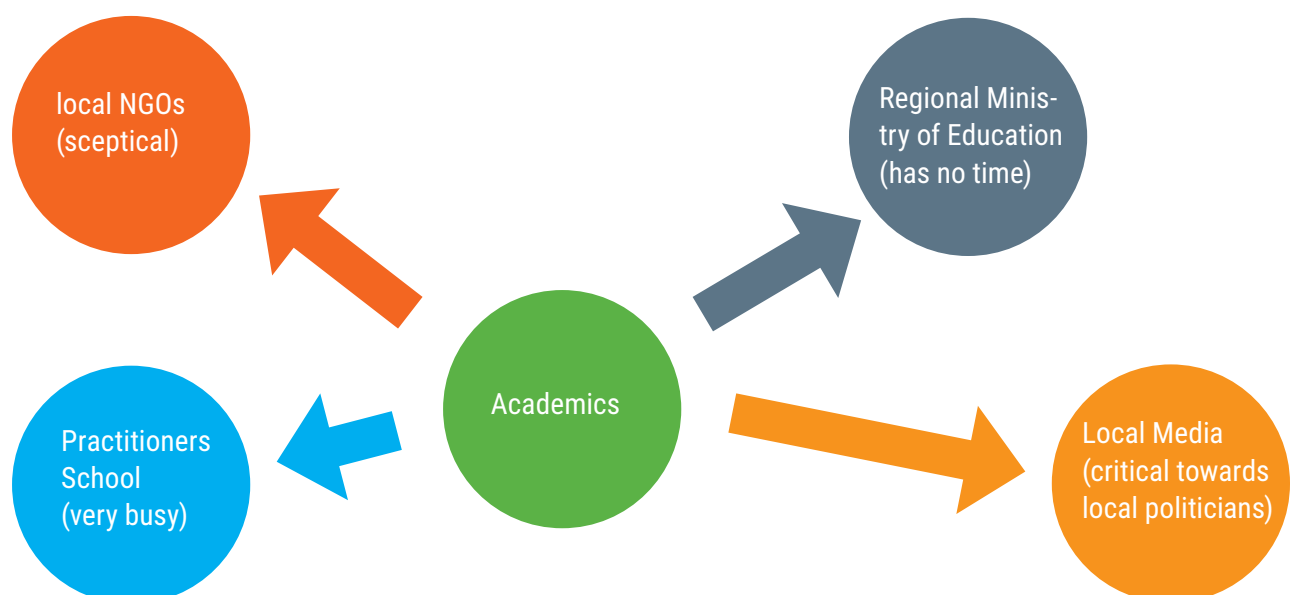 local NGOs
(sceptical)
Regional Minis-
try of Education
(has no time)
Academics
Practitioners
School
(very busy)
Local Media
(critical towards
local politicians)